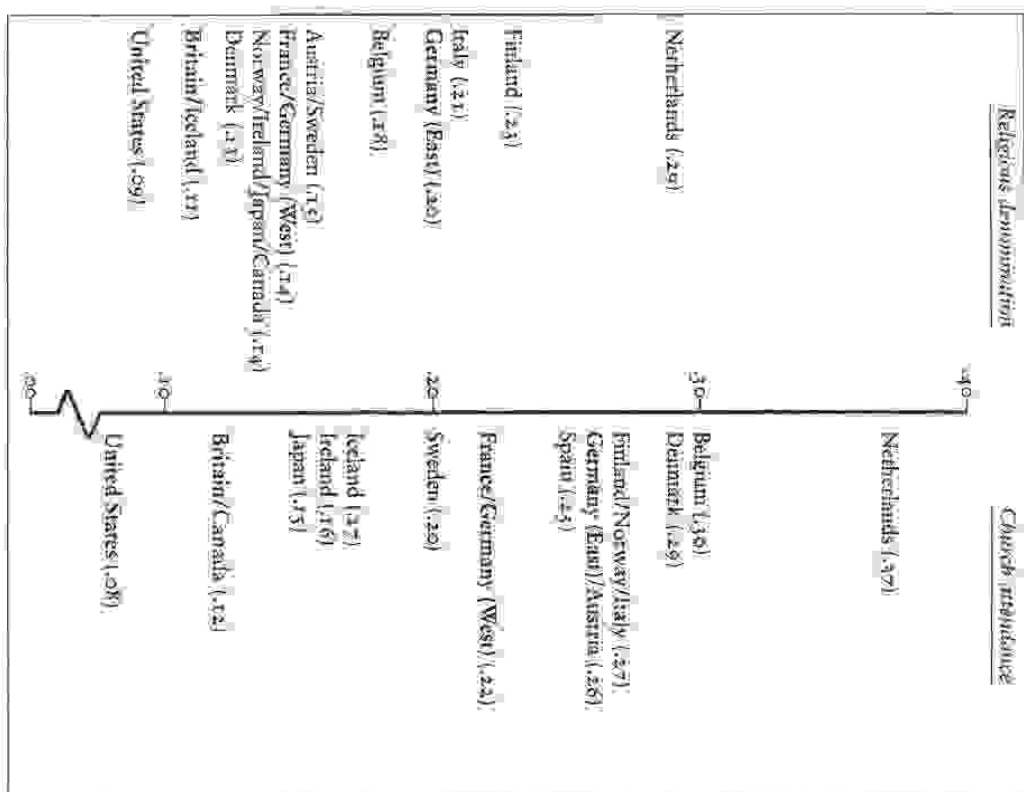 Religious denomination
Church attendance
.40
Netherlands (.37)
.30
Netherlands (.29)
Belgium (.30)
Denmark (.29)
Finland/Norway/Italy (.27)
Germany (East)/Austria (.26)
Spain (.25)
Finland (.23)
France/Germany (West) (.22)
Italy (.21)
Germany (East) (.20)
.20
Sweden (.20)
Belgium (.18)
Iceland (.17)
Ireland (.16)
Japan (.15)
Austria/Sweden (.15)
France/Germany (West) (.14)
Norway/Ireland/Japan/Canada (.14)
Denmark (.13)
Britain/Canada (.12)
Britain/Iceland (.11)
.10
United States (.09)
United States (.08)
.00